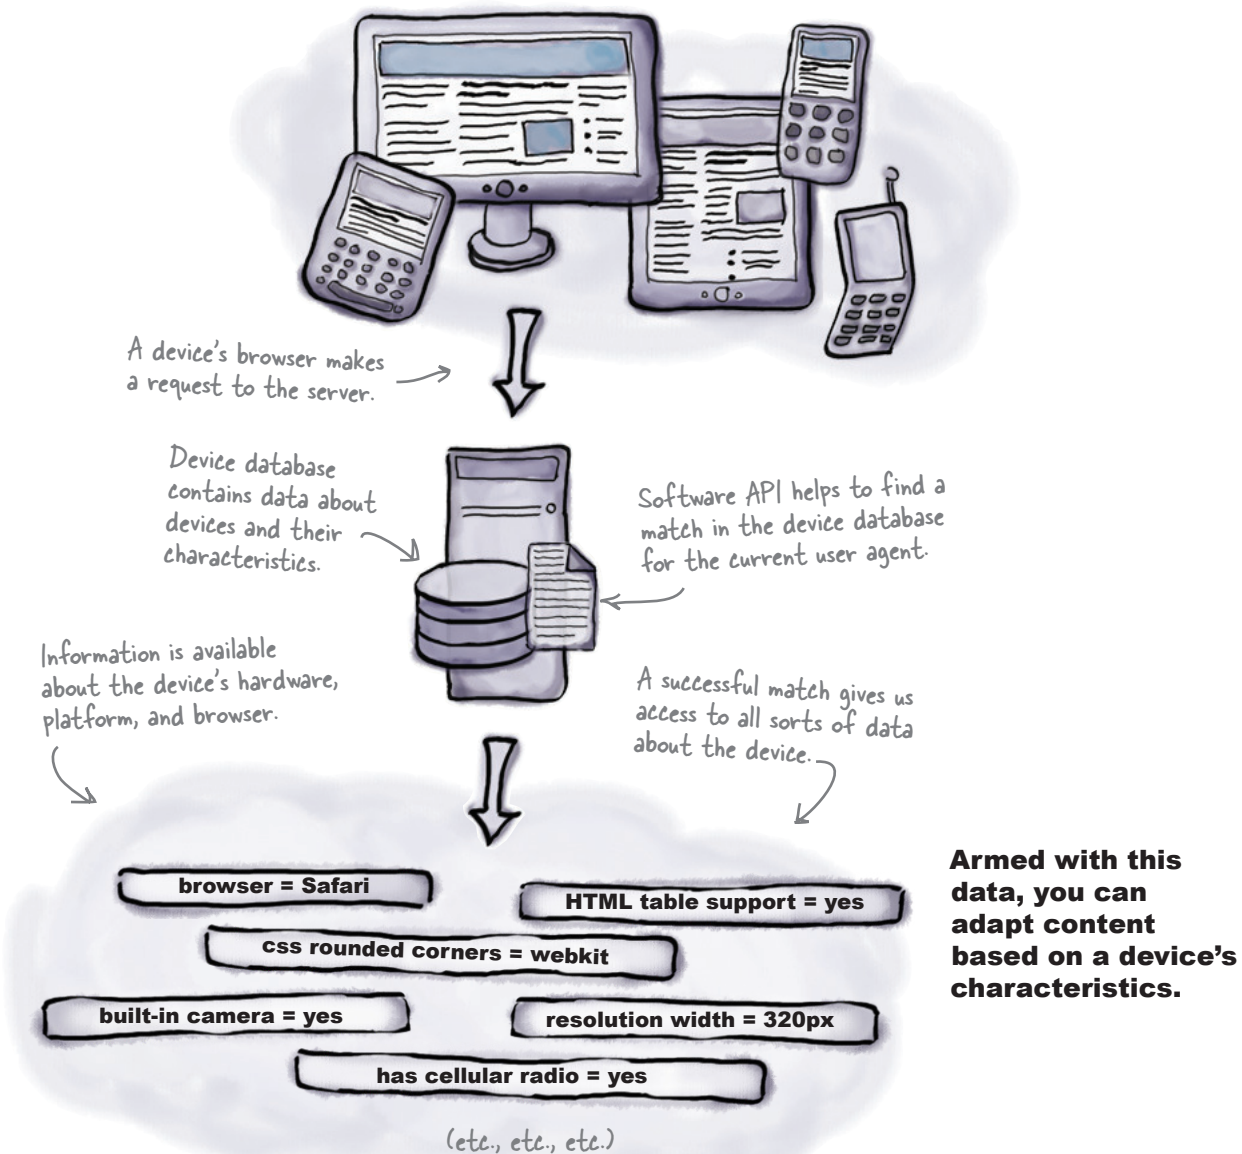 A device's browser makes
a request to the server.
Device database
contains data about
devices and their
characteristics.
Software API helps to find a
match in the device database
for the current user agent.
Information is available
about the device's hardware,
platform, and browser.
A successful match gives us
access to all sorts of data
about the device.
browser = Safari
HTML table support = yes
css rounded corners = webkit
built-in camera = yes
resolution width = 320px
has cellular radio = yes
(etc., etc., etc.)
Armed with this
data, you can
adapt content
based on a device's
characteristics.